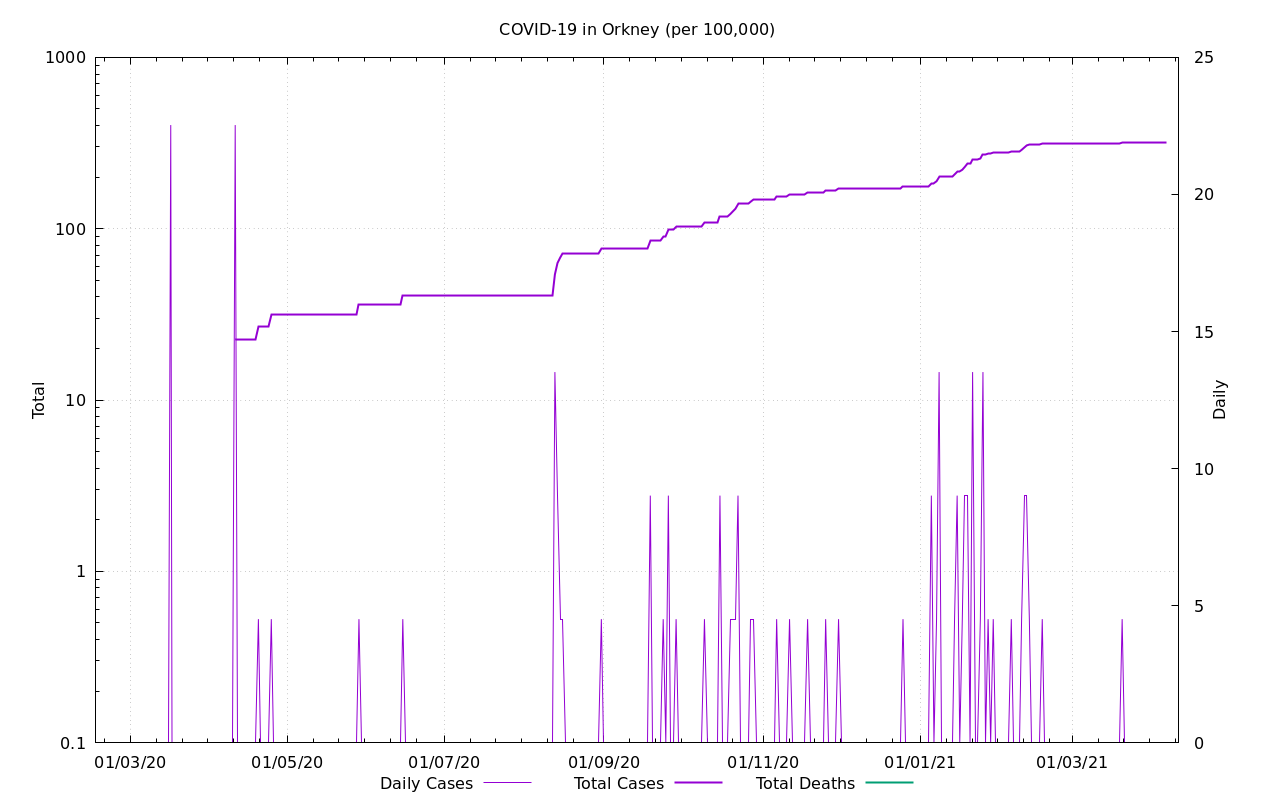 COVID-19 in Orkney (per 100,000)
1000
100
10
1
0.1
Total
25
20
15
10
5
0
Daily
01/03/20 01/05/20 01/07/20 01/09/20 01/11/20 01/01/21 01/03/21
Daily Cases Total Cases Total Deaths